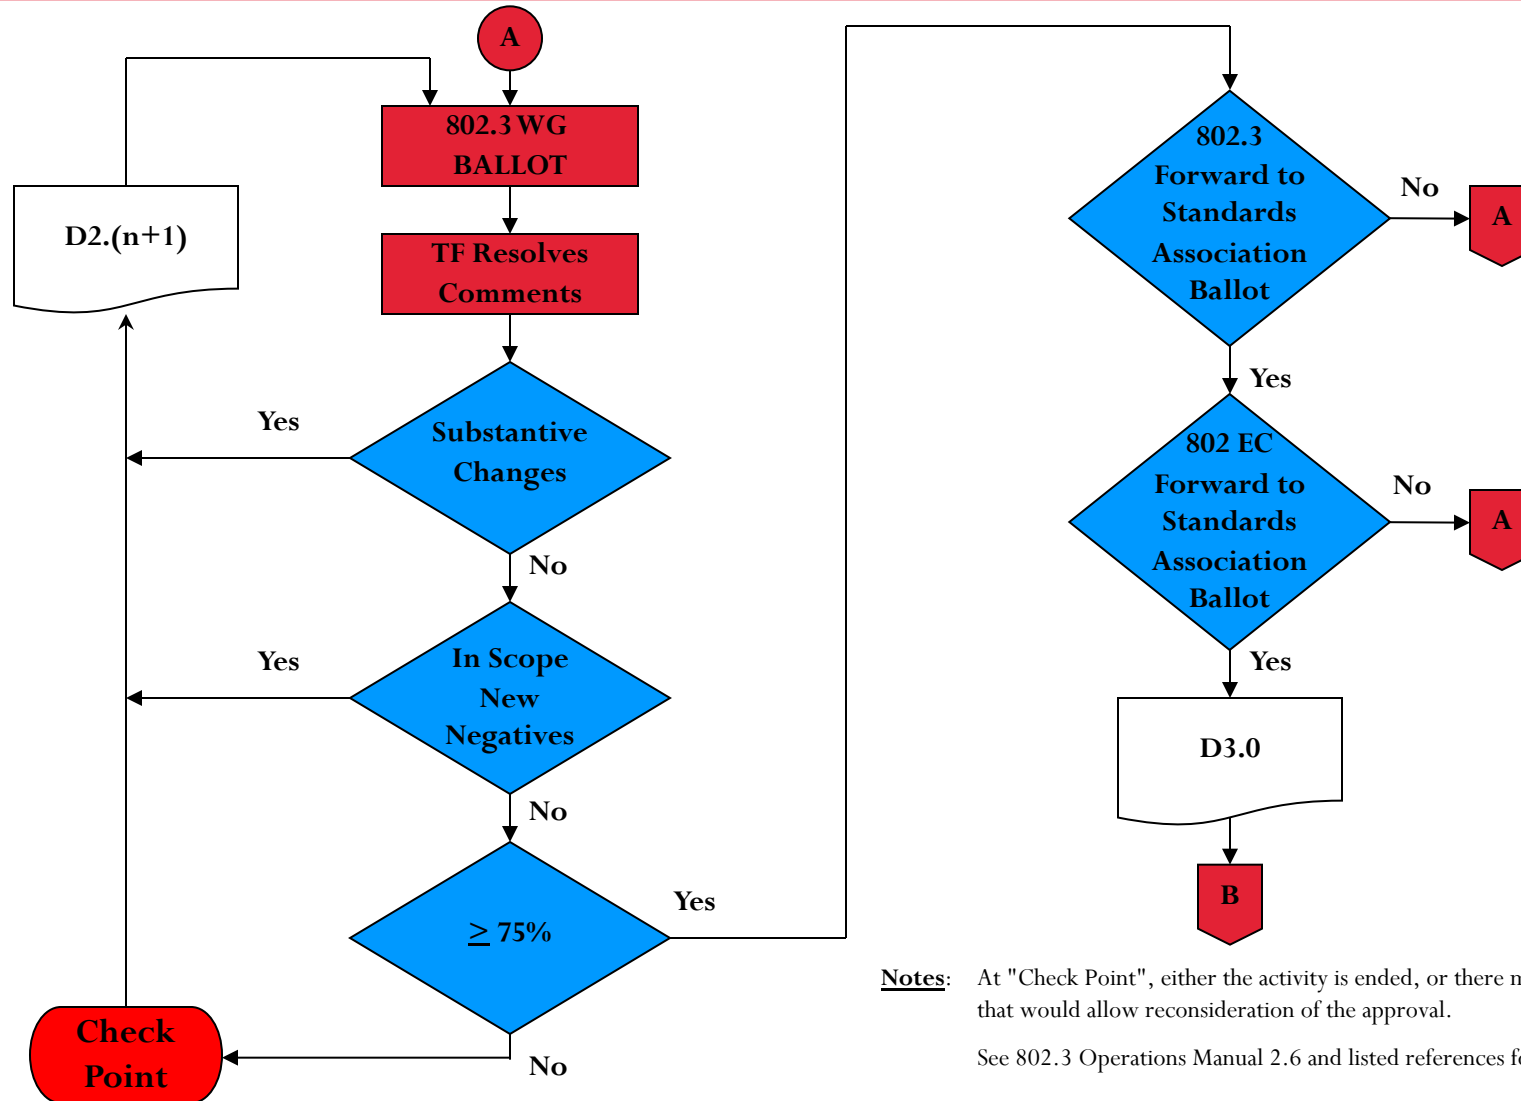 A
802.3 WG
BALLOT
D2.(n+1)
TF Resolves
Comments
Substantive
Changes
Yes
No
In Scope
New
Negatives
Yes
No
≥ 75%
Yes
No
Check
Point
802.3
Forward to
Standards
Association
Ballot
No
A
Yes
802 EC
Forward to
Standards
Association
Ballot
No
A
Yes
D3.0
B
Notes: At "Check Point", either the activity is ended, or there
that would allow reconsideration of the approval.
See 802.3 Operations Manual 2.6 and listed references